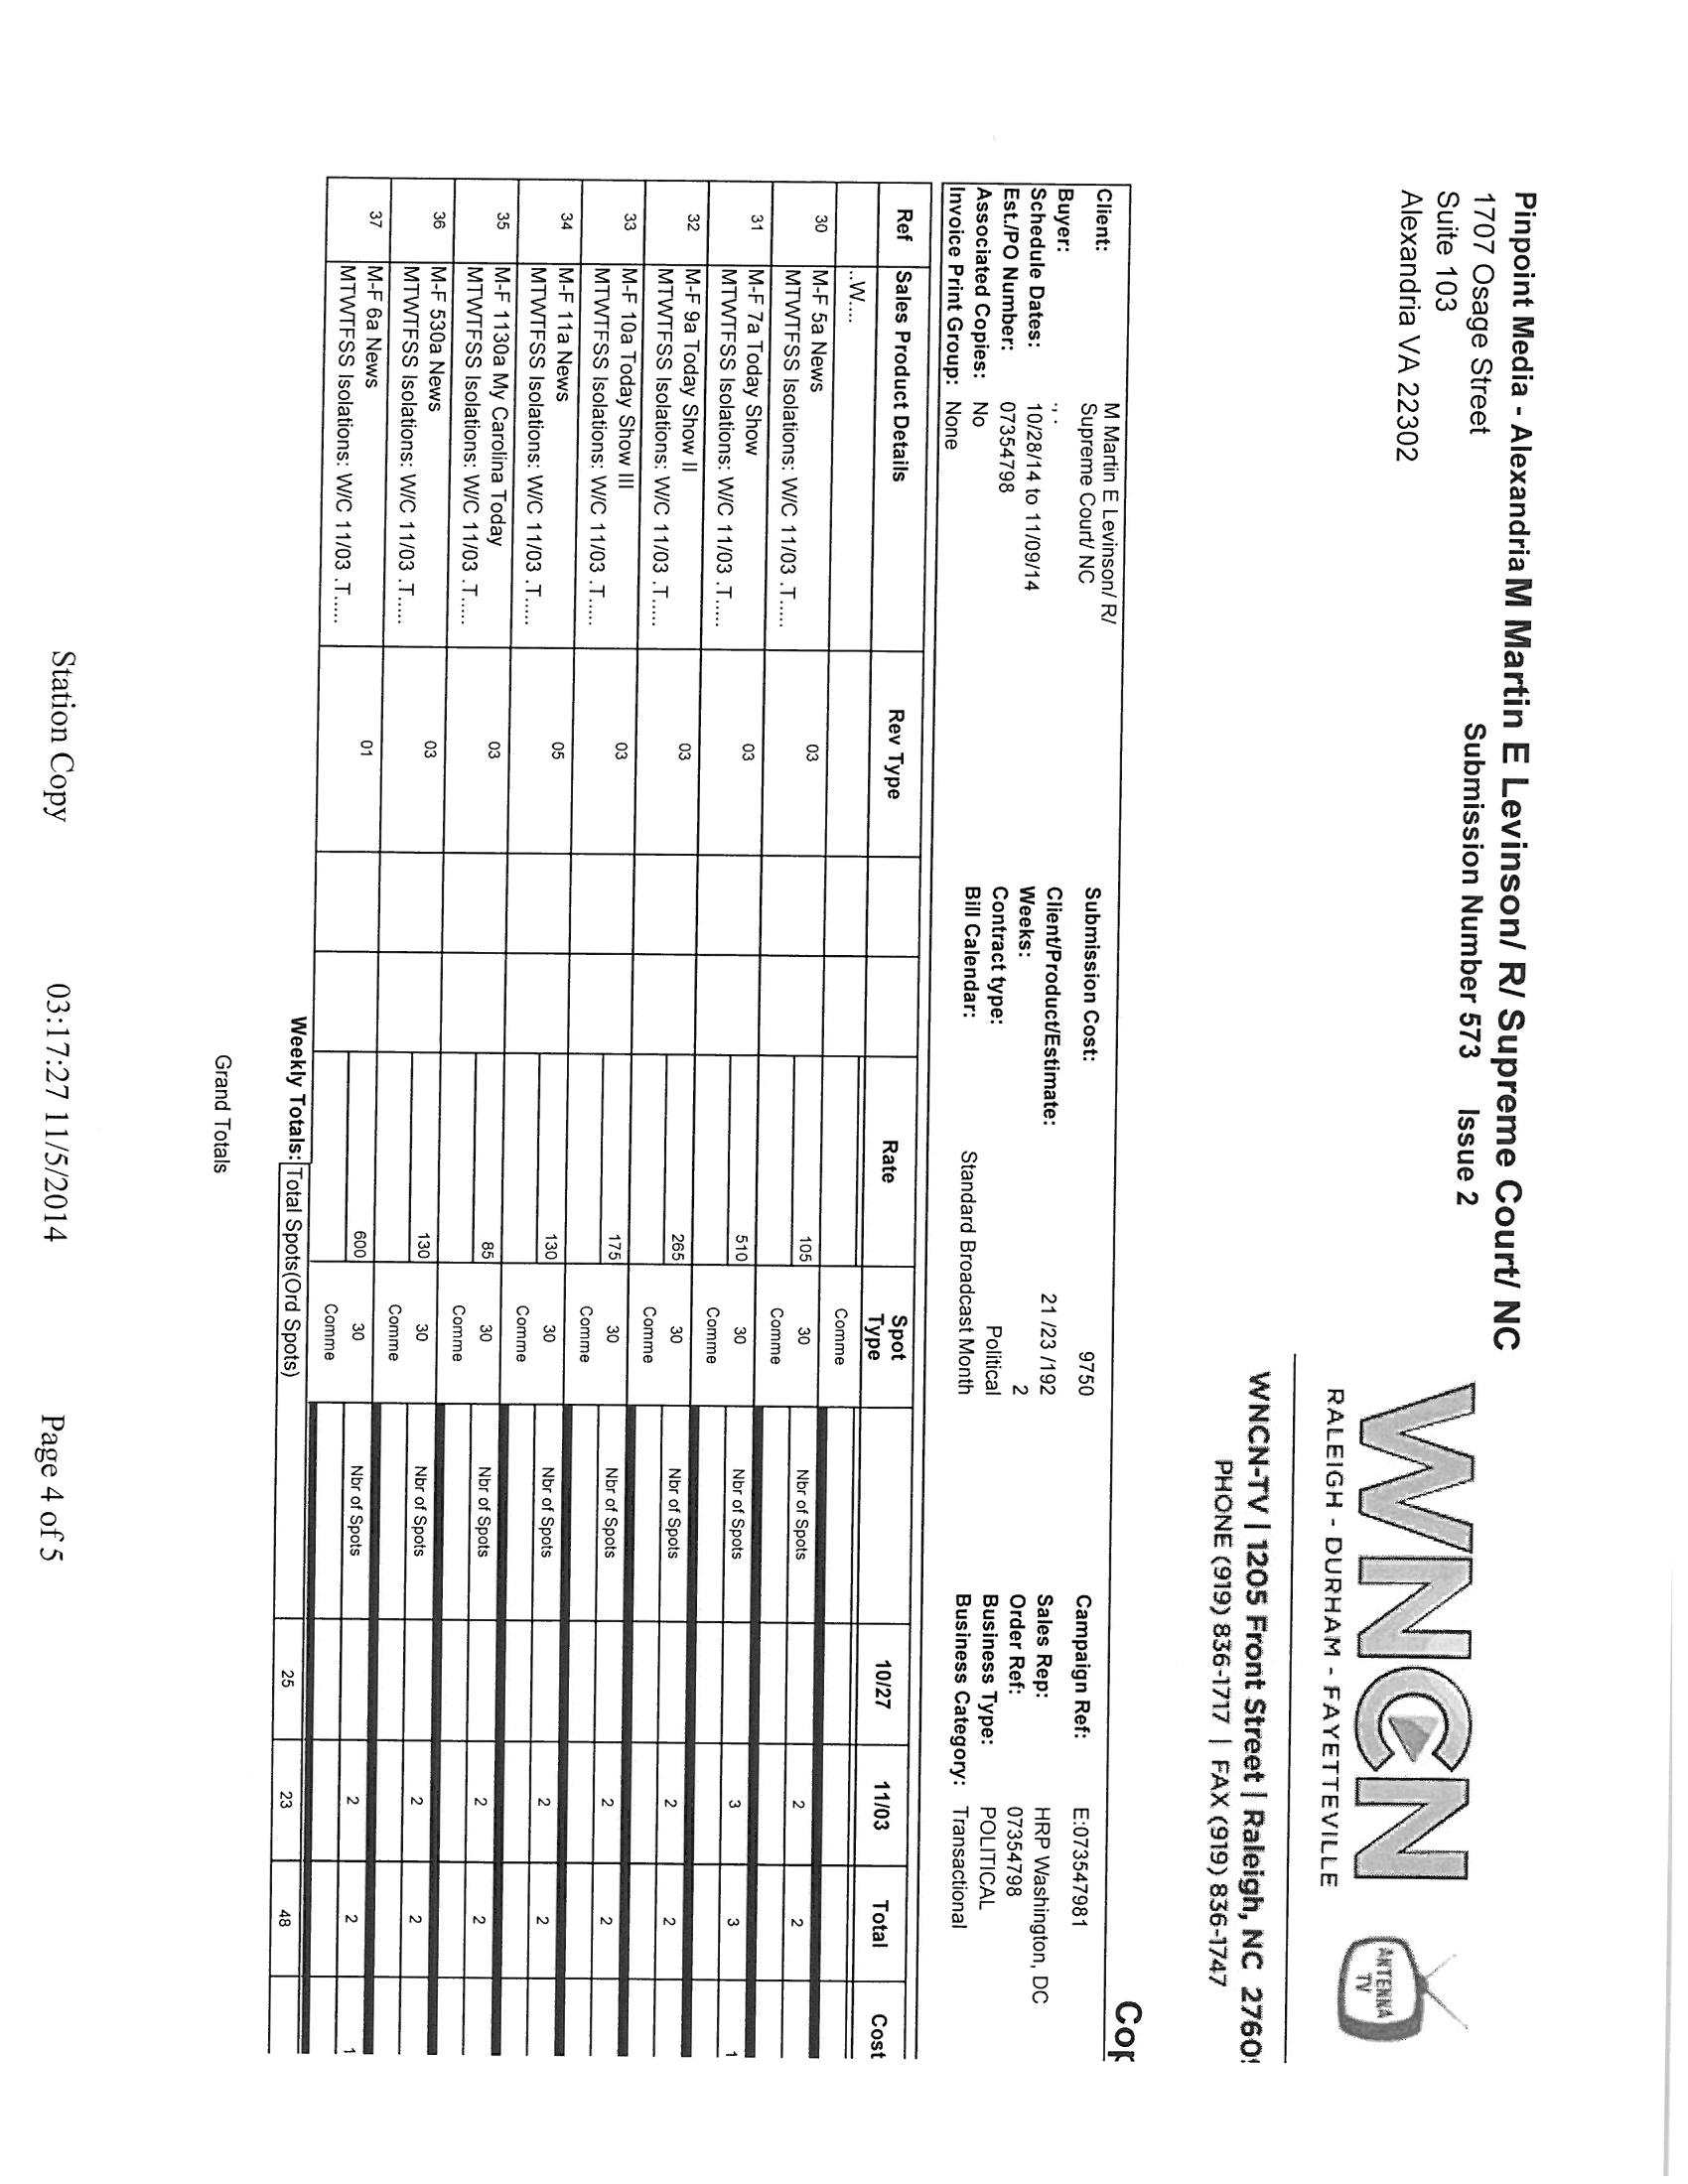 Pinpoint Media - Alexandria M Martin E Levinson/ R/ Supreme Court/ NC
1707 Osage Street
Suite 103
Alexandria VA 22302
Submission Number 573 Issue 2
WNCN
RALEIGH - DURHAM - FAYETTEVILLE
ANTENNA
TV
WNCN-TV | 1205 Front Street | Raleigh, NC 2760
PHONE (919) 836-1717 | FAX (919) 836-1747
Cop
Client: M Martin E Levinson/ R/
Supreme Court/ NC
Submission Cost: 9750
Campaign Ref: E:073547981
Buyer: ., .
Client/Product/Estimate: 21 /23 /192
Sales Rep: HRP Washington, DC
Schedule Dates: 10/28/14 to 11/09/14
Weeks: 2
Order Ref: 07354798
Est./PO Number: 07354798
Contract type: Political
Business Type: POLITICAL
Associated Copies: No
Bill Calendar: Standard Broadcast Month
Business Category: Transactional
Invoice Print Group: None
Ref Sales Product Details Rev Type Rate Spot Type 10/27 11/03 Total Cost
..W.... Comme
30 M-F 5a News 03 105 30 Nbr of Spots 2 2
MTWTFSS Isolations: W/C 11/03 .T..... Comme
31 M-F 7a Today Show 03 510 30 Nbr of Spots 3 3 1
MTWTFSS Isolations: W/C 11/03 .T..... Comme
32 M-F 9a Today Show II 03 265 30 Nbr of Spots 2 2
MTWTFSS Isolations: W/C 11/03 .T..... Comme
33 M-F 10a Today Show III 03 175 30 Nbr of Spots 2 2
MTWTFSS Isolations: W/C 11/03 .T..... Comme
34 M-F 11a News 05 130 30 Nbr of Spots 2 2
MTWTFSS Isolations: W/C 11/03 .T..... Comme
35 M-F 1130a My Carolina Today 03 85 30 Nbr of Spots 2 2
MTWTFSS Isolations: W/C 11/03 .T..... Comme
36 M-F 530a News 03 130 30 Nbr of Spots 2 2
MTWTFSS Isolations: W/C 11/03 .T..... Comme
37 M-F 6a News 01 600 30 Nbr of Spots 2 2 1
MTWTFSS Isolations: W/C 11/03 .T..... Comme
Weekly Totals: Total Spots(Ord Spots) 25 23 48
Grand Totals
Station Copy 03:17:27 11/5/2014 Page 4 of 5